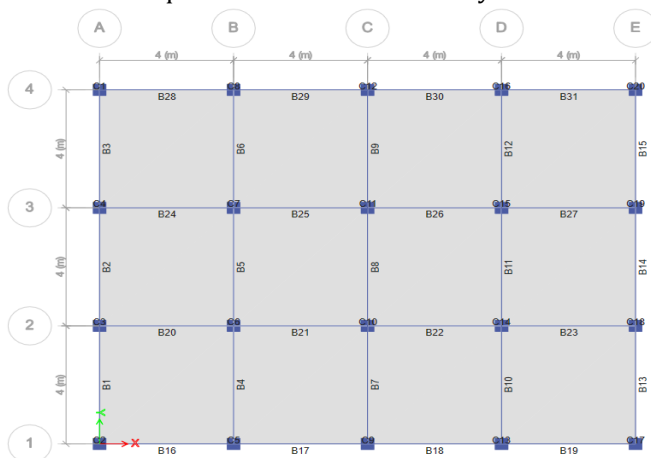 A B C D E
4 (m) 4 (m) 4 (m) 4 (m)
4 C1 C8 C12 C16 C20
B28 B29 B30 B31
4 (m) B3 B6 B9 B12 B15
3 C4 C7 C11 C15 C19
B24 B25 B26 B27
4 (m) B2 B5 B8 B11 B14
2 C3 C6 C10 C14 C18
B20 B21 B22 B23
4 (m) B1 B4 B7 B10 B13
Y
1 C2 X C5 C9 C13 C17
B16 B17 B18 B19